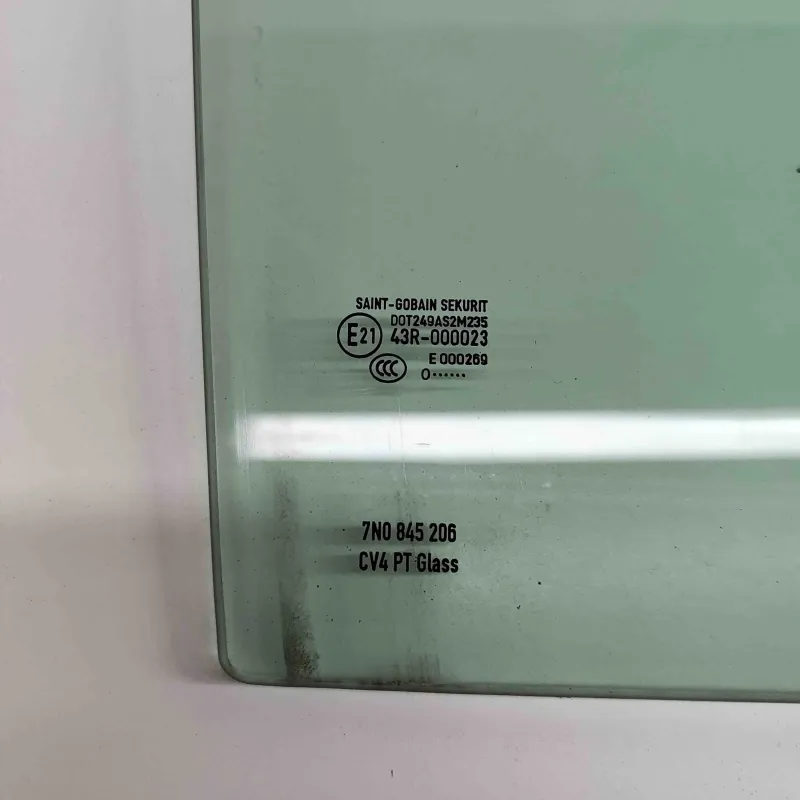 SAINT-GOBAIN SEKURIT
DOT249AS2M235
E21 43R-000023
E 000269
CCC 0······
7N0 845 206
CV4 PT Glass